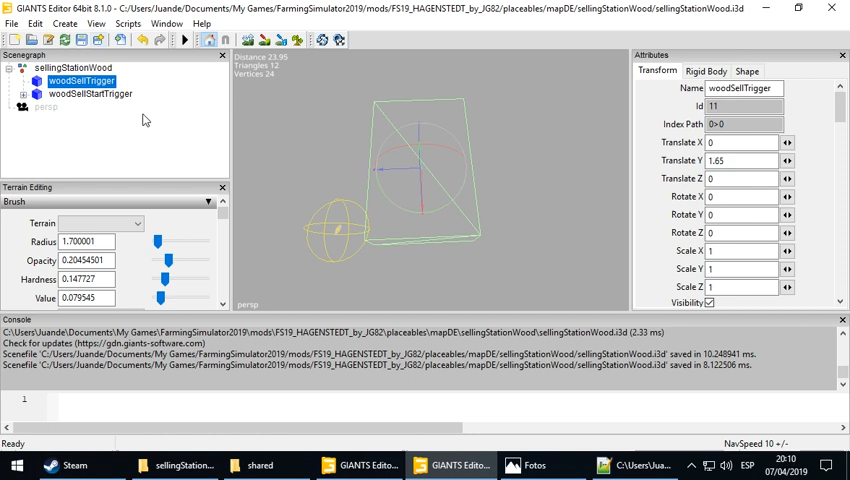 GIANTS Editor 64bit 8.1.0 - C:/Users/Juande/Documents/My Games/FarmingSimulator2019/mods/FS19_HAGENSTEDT_by_JG82/placeables/mapDE/sellingStationWood/sellingStationWood.i3d
File Edit Create View Scripts Window Help
Scenegraph
sellingStationWood
woodSellTrigger
woodSellStartTrigger
persp
Terrain Editing
Brush
Terrain
Radius 1.700001
Opacity 0.20454501
Hardness 0.147727
Value 0.079545
Distance 23.95
Triangles 12
Vertices 24
persp
Attributes
Transform Rigid Body Shape
Name woodSellTrigger
Id 11
Index Path 0>0
Translate X 0
Translate Y 1.65
Translate Z 0
Rotate X 0
Rotate Y 0
Rotate Z 0
Scale X 1
Scale Y 1
Scale Z 1
Visibility
Console
C:/Users/Juande\Documents\My Games/FarmingSimulator2019/mods/FS19_HAGENSTEDT_by_JG82/placeables\mapDE\sellingStationWood\sellingStationWood.i3d (2.33 ms)
Check for updates (https://gdn.giants-software.com)
Scenefile 'C:/Users/Juande/Documents/My Games/FarmingSimulator2019/mods/FS19_HAGENSTEDT_by_JG82/placeables/mapDE/sellingStationWood/sellingStationWood.i3d' saved in 10.248941 ms.
Scenefile 'C:/Users/Juande/Documents/My Games/FarmingSimulator2019/mods/FS19_HAGENSTEDT_by_JG82/placeables/mapDE/sellingStationWood/sellingStationWood.i3d' saved in 8.122506 ms.
1
Ready
NavSpeed 10 +/-
Steam
sellingStation...
shared
GIANTS Edito...
GIANTS Edito...
Fotos
C:\Users\Jua...
ESP
20:10
07/04/2019